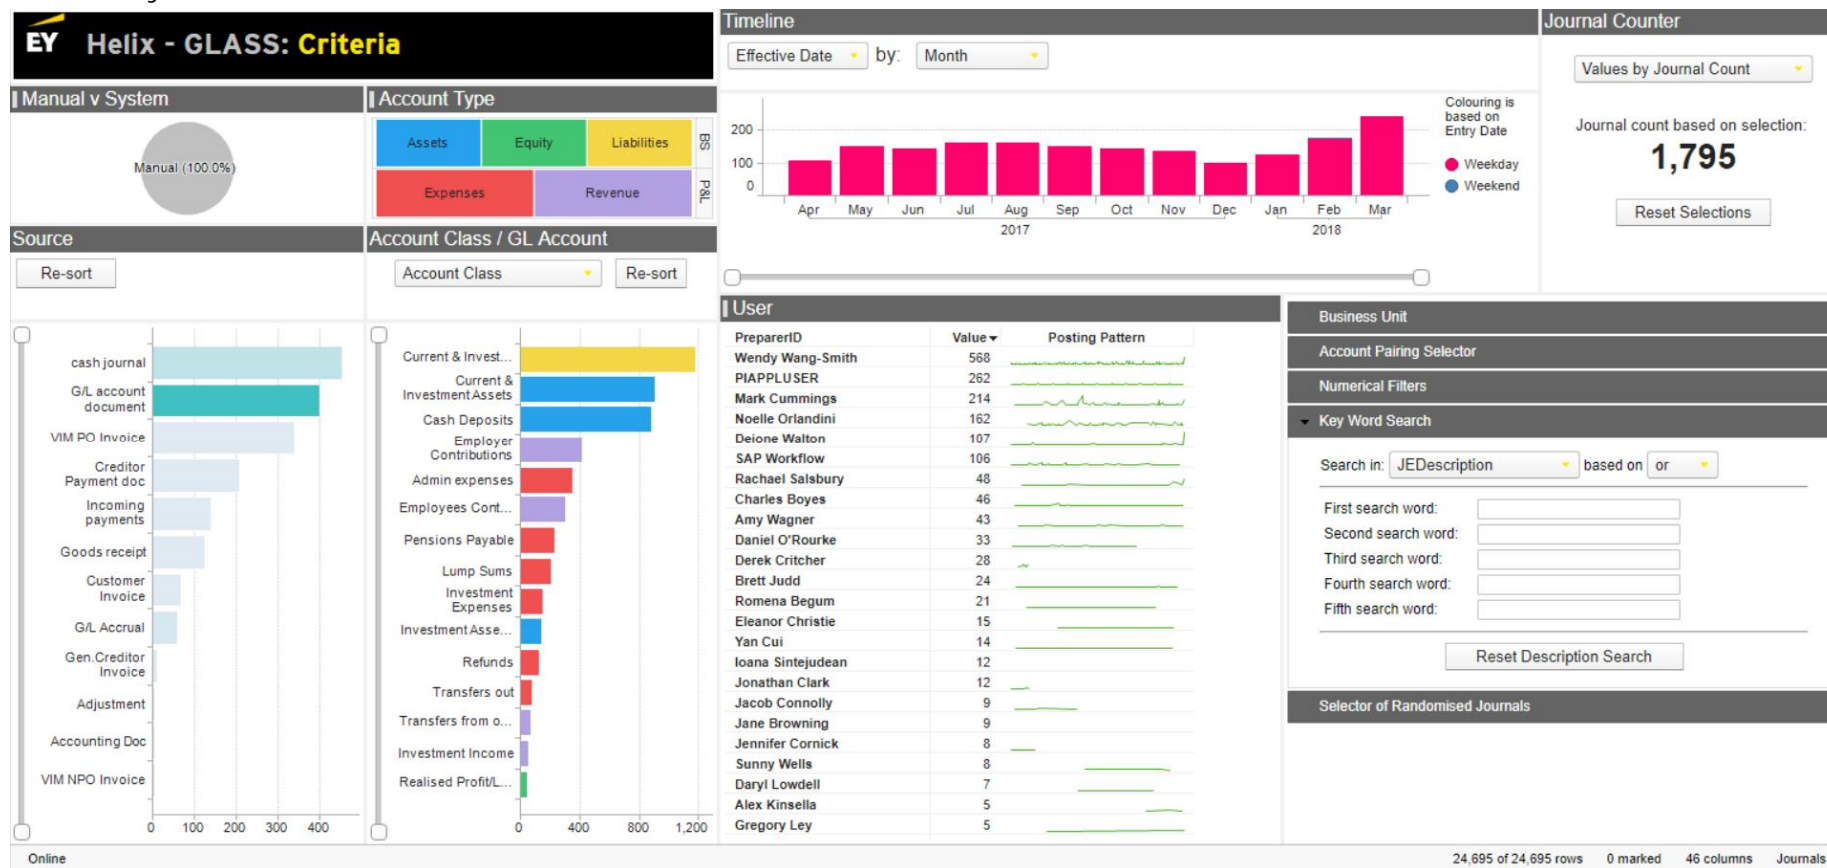 EY Helix - GLASS: Criteria
Manual v System
Manual (100.0%)
Account Type
Assets
Equity
Liabilities
BS
Expenses
Revenue
P&L
Timeline
Effective Date
by:
Month
200
100
0
Apr May Jun Jul Aug Sep Oct Nov Dec Jan Feb Mar
2017
2018
Colouring is
based on
Entry Date
Weekday
Weekend
Journal Counter
Values by Journal Count
Journal count based on selection:
1,795
Reset Selections
Source
Re-sort
cash journal
G/L account
document
VIM PO Invoice
Creditor
Payment doc
Incoming
payments
Goods receipt
Customer
Invoice
G/L Accrual
Gen.Creditor
Invoice
Adjustment
Accounting Doc
VIM NPO Invoice
0 100 200 300 400
Account Class / GL Account
Account Class
Re-sort
Current & Invest...
Current &
Investment Assets
Cash Deposits
Employer
Contributions
Admin expenses
Employees Cont...
Pensions Payable
Lump Sums
Investment
Expenses
Investment Asse...
Refunds
Transfers out
Transfers from o...
Investment Income
Realised Profit/L...
0 400 800 1,200
User
PreparerID Value Posting Pattern
Wendy Wang-Smith 568
PIAPPLUSER 262
Mark Cummings 214
Noelle Orlandini 162
Deione Walton 107
SAP Workflow 106
Rachael Salsbury 48
Charles Boyes 46
Amy Wagner 43
Daniel O'Rourke 33
Derek Critcher 28
Brett Judd 24
Romena Begum 21
Eleanor Christie 15
Yan Cui 14
Ioana Sintejudean 12
Jonathan Clark 12
Jacob Connolly 9
Jane Browning 9
Jennifer Cornick 8
Sunny Wells 8
Daryl Lowdell 7
Alex Kinsella 5
Gregory Ley 5
Business Unit
Account Pairing Selector
Numerical Filters
Key Word Search
Search in: JEDescription based on or
First search word:
Second search word:
Third search word:
Fourth search word:
Fifth search word:
Reset Description Search
Selector of Randomised Journals
Online
24,695 of 24,695 rows 0 marked 46 columns Journals